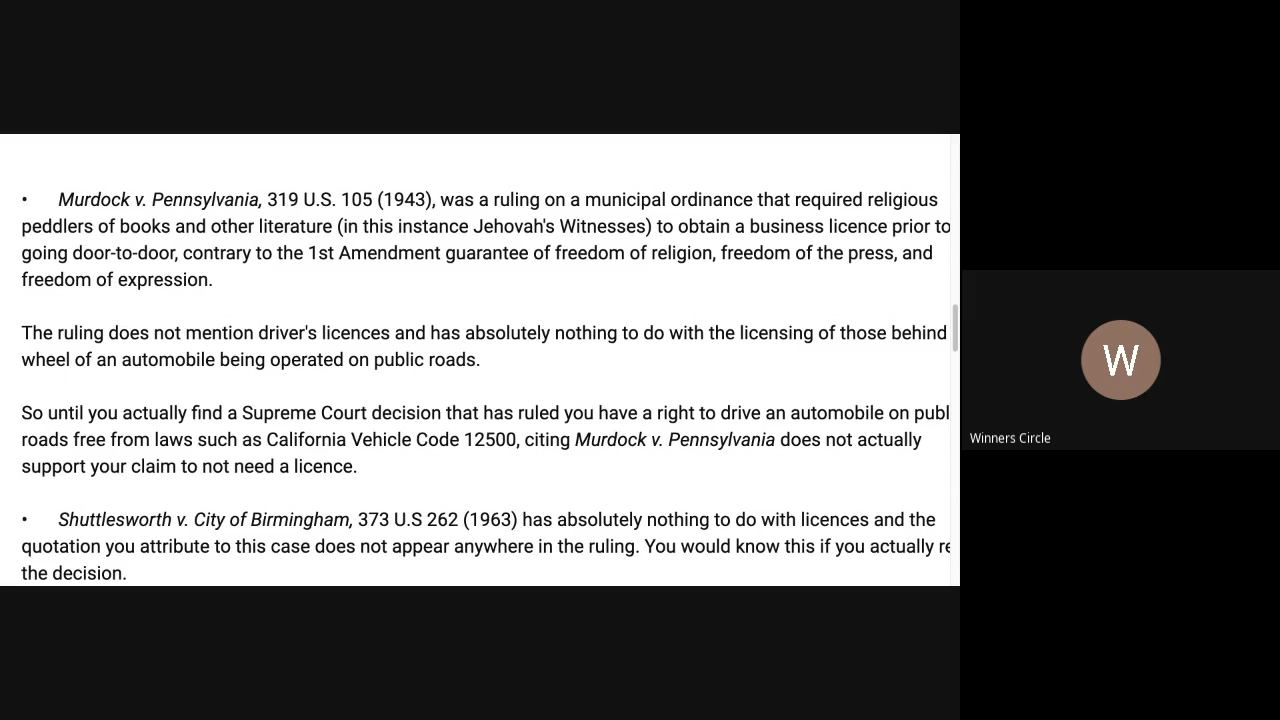 • Murdock v. Pennsylvania, 319 U.S. 105 (1943), was a ruling on a municipal ordinance that required religious
peddlers of books and other literature (in this instance Jehovah's Witnesses) to obtain a business licence prior to
going door-to-door, contrary to the 1st Amendment guarantee of freedom of religion, freedom of the press, and
freedom of expression.
The ruling does not mention driver's licences and has absolutely nothing to do with the licensing of those behind
wheel of an automobile being operated on public roads.
So until you actually find a Supreme Court decision that has ruled you have a right to drive an automobile on publ
roads free from laws such as California Vehicle Code 12500, citing Murdock v. Pennsylvania does not actually
support your claim to not need a licence.
• Shuttlesworth v. City of Birmingham, 373 U.S 262 (1963) has absolutely nothing to do with licences and the
quotation you attribute to this case does not appear anywhere in the ruling. You would know this if you actually re
the decision.
W
Winners Circle